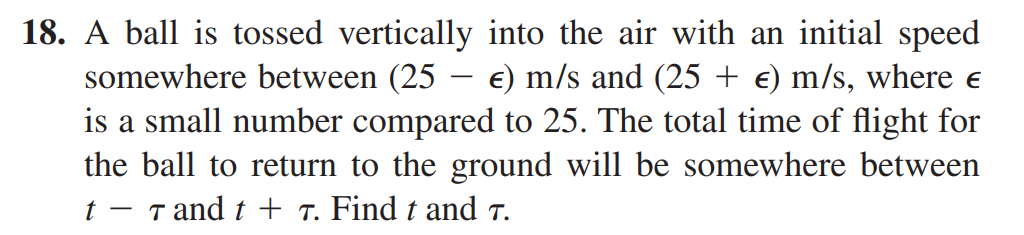 18. A ball is tossed vertically into the air with an initial speed
somewhere between (25 − ϵ) m/s and (25 + ϵ) m/s, where ϵ
is a small number compared to 25. The total time of flight for
the ball to return to the ground will be somewhere between
t − τ and t + τ. Find t and τ.